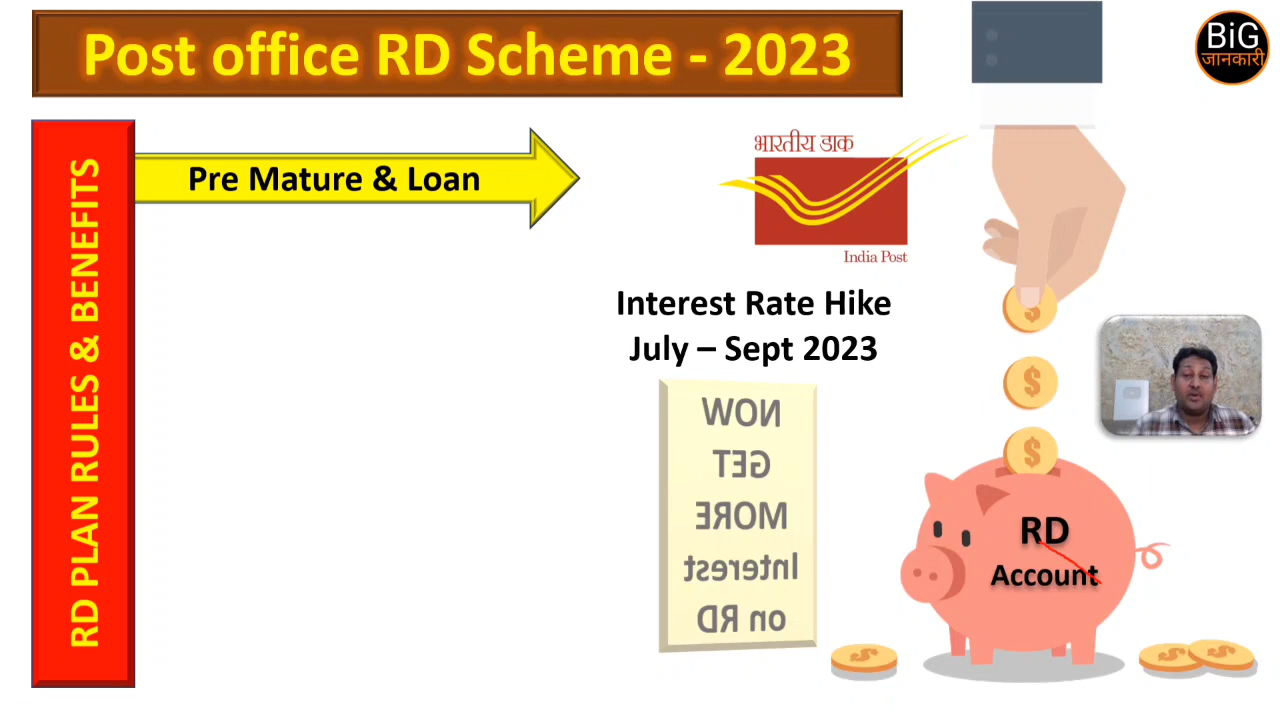 Post office RD Scheme - 2023
BiG
जानकारी
RD PLAN RULES & BENEFITS
Pre Mature & Loan
भारतीय डाक
India Post
Interest Rate Hike
July – Sept 2023
NOW
GET
MORE
Interest
on RD
RD
Account